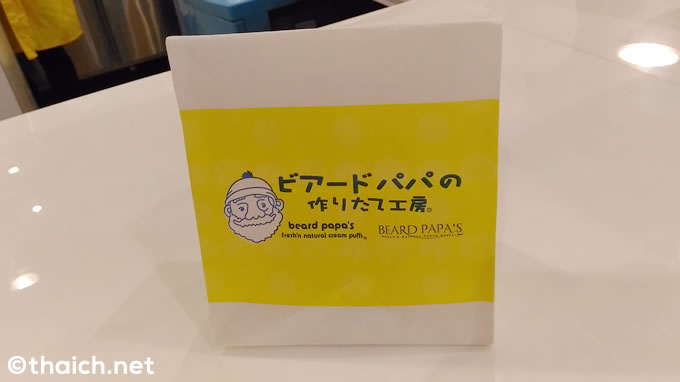 ビアードパパの
作りたて工房®
beard papa's
fresh'n natural cream puffs®
BEARD PAPA'S
©thaich.net